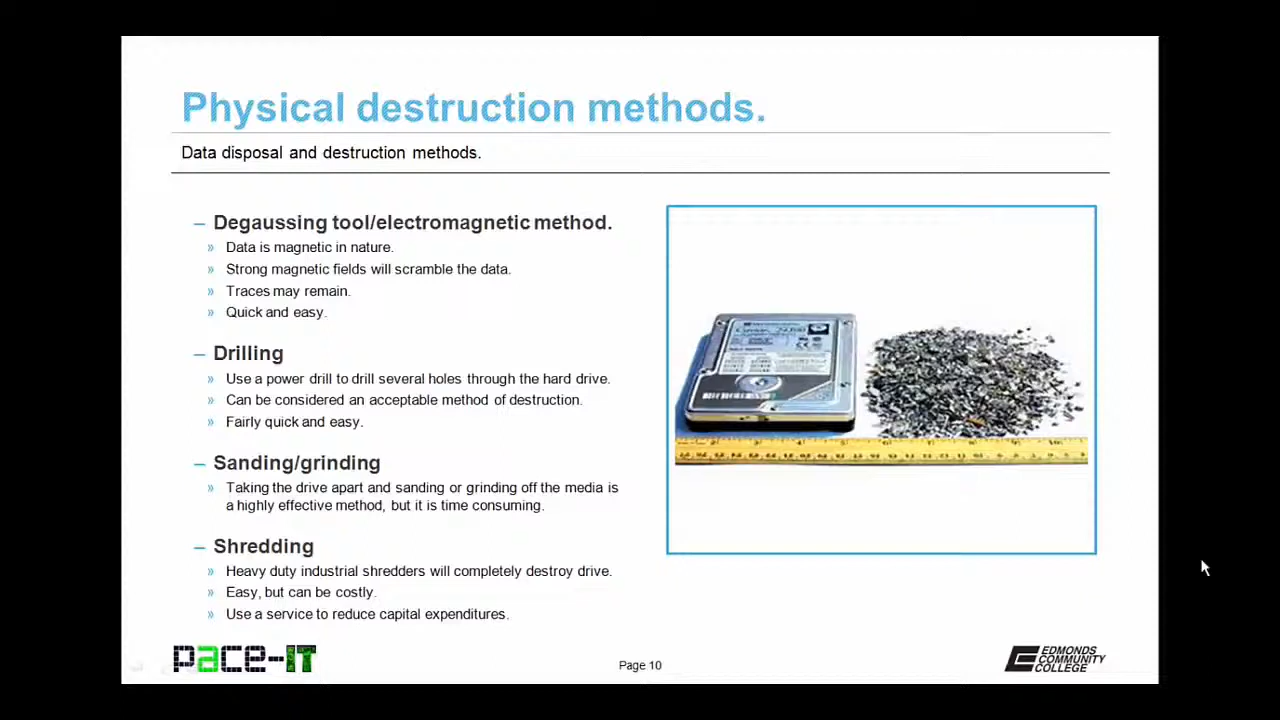 Physical destruction methods.
Data disposal and destruction methods.
– Degaussing tool/electromagnetic method.
» Data is magnetic in nature.
» Strong magnetic fields will scramble the data.
» Traces may remain.
» Quick and easy.
– Drilling
» Use a power drill to drill several holes through the hard drive.
» Can be considered an acceptable method of destruction.
» Fairly quick and easy.
– Sanding/grinding
» Taking the drive apart and sanding or grinding off the media is
a highly effective method, but it is time consuming.
– Shredding
» Heavy duty industrial shredders will completely destroy drive.
» Easy, but can be costly.
» Use a service to reduce capital expenditures.
pace-IT
Page 10
EDMONDS
COMMUNITY
COLLEGE